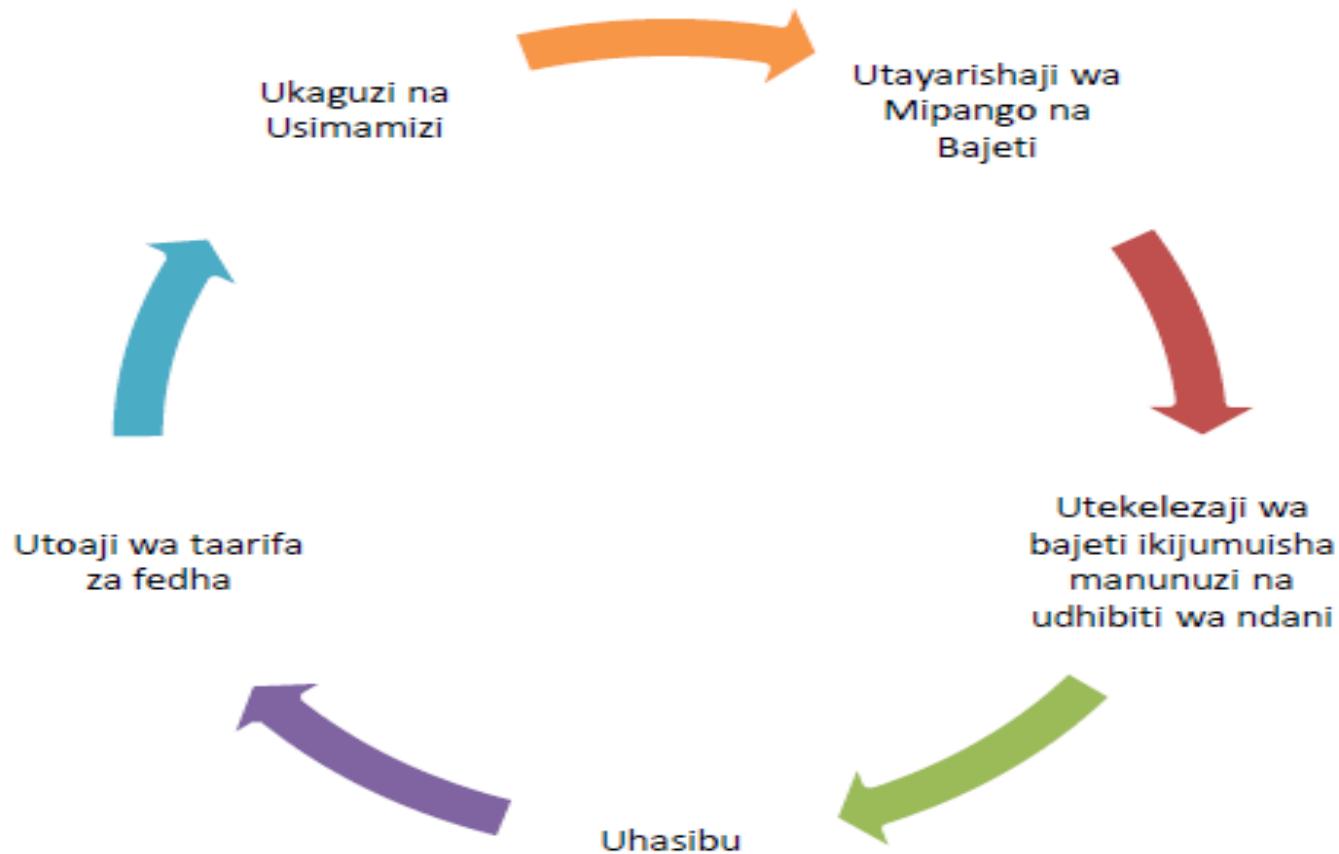 Ukaguzi na
Usimamizi
Utayarishaji wa
Mipango na
Bajeti
Utekelezaji wa
bajeti ikijumuisha
manunuzi na
udhibiti wa ndani
Uhasibu
Utoaji wa taarifa
za fedha